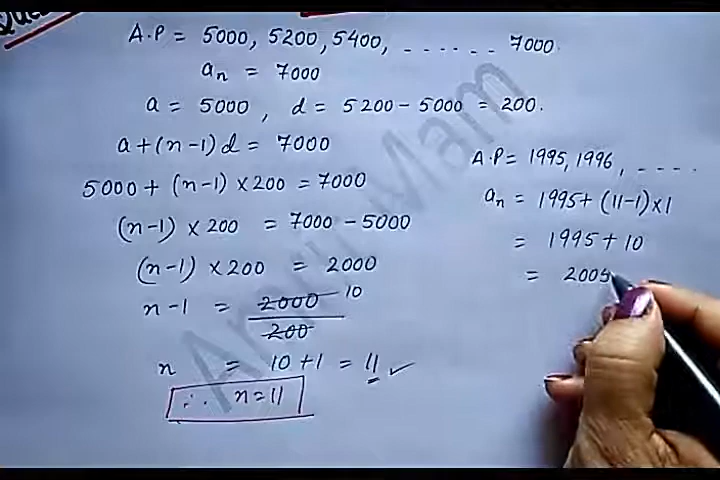 A.P = 5000, 5200, 5400, ...... 7000.
an = 7000
a = 5000 , d = 5200 - 5000 = 200.
a + (n-1) d = 7000
5000 + (n-1) × 200 = 7000
(n-1) × 200 = 7000 - 5000
(n-1) × 200 = 2000
n-1 = 2000/200 10
n = 10 + 1 = 11 ✓
∴ n = 11
A.P = 1995, 1996, .....
an = 1995 + (11-1) × 1
= 1995 + 10
= 2005
Amrut Mam